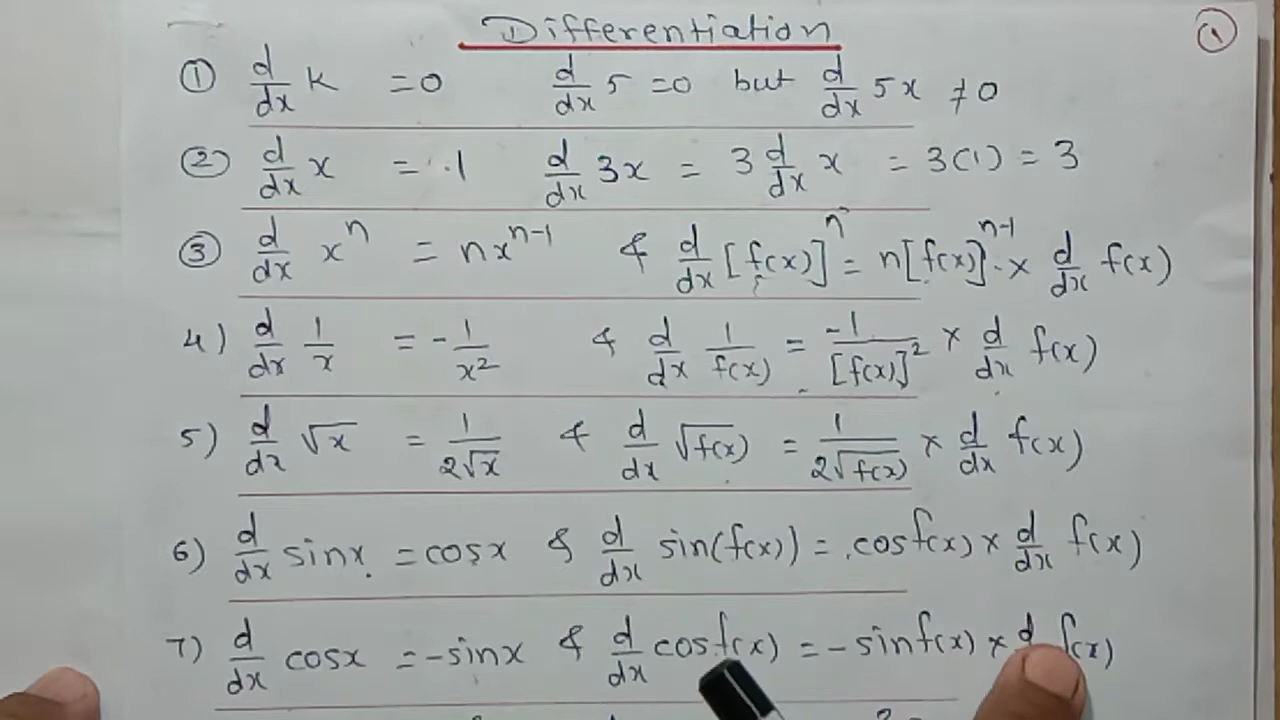 Differentiation
①
① d/dx k = 0   d/dx 5 = 0 but d/dx 5x ≠ 0
② d/dx x = 1   d/dx 3x = 3 d/dx x = 3(1) = 3
③ d/dx xⁿ = nxⁿ⁻¹ & d/dx [f(x)]ⁿ = n[f(x)]ⁿ⁻¹ × d/dx f(x)
4) d/dx 1/x = -1/x² & d/dx 1/f(x) = -1/[f(x)]² × d/dx f(x)
5) d/dx √x = 1/2√x & d/dx √f(x) = 1/2√f(x) × d/dx f(x)
6) d/dx sinx = cosx & d/dx sin(f(x)) = cosf(x) × d/dx f(x)
7) d/dx cosx = -sinx & d/dx cosf(x) = -sinf(x) × d f(x)